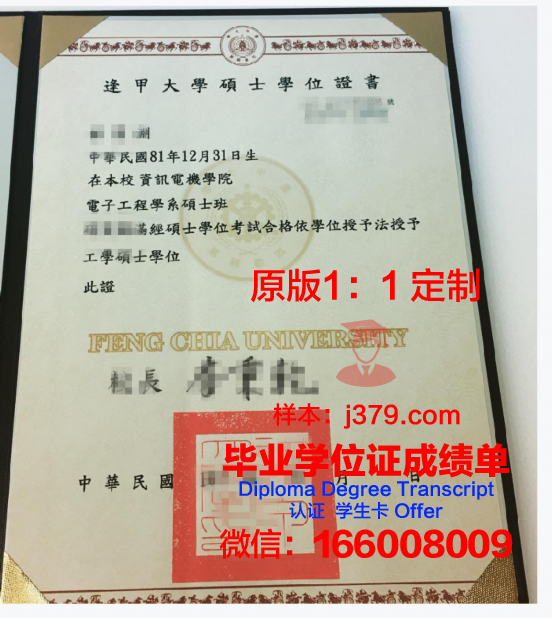 逢甲大學碩士學位證書
號
中華民國81年12月31日生
在本校 資訊電機學院
電子工程學系碩士班
經碩士學位考試合格依學位授予法授予
工學碩士學位
此證
原版1：1 定制
FENG CHIA UNIVERSITY
校長
样本：j379.com
毕业学位证成绩单
中華民國 月 日
Diploma Degree Transcript
认证 学生卡 Offer
微信：166008009